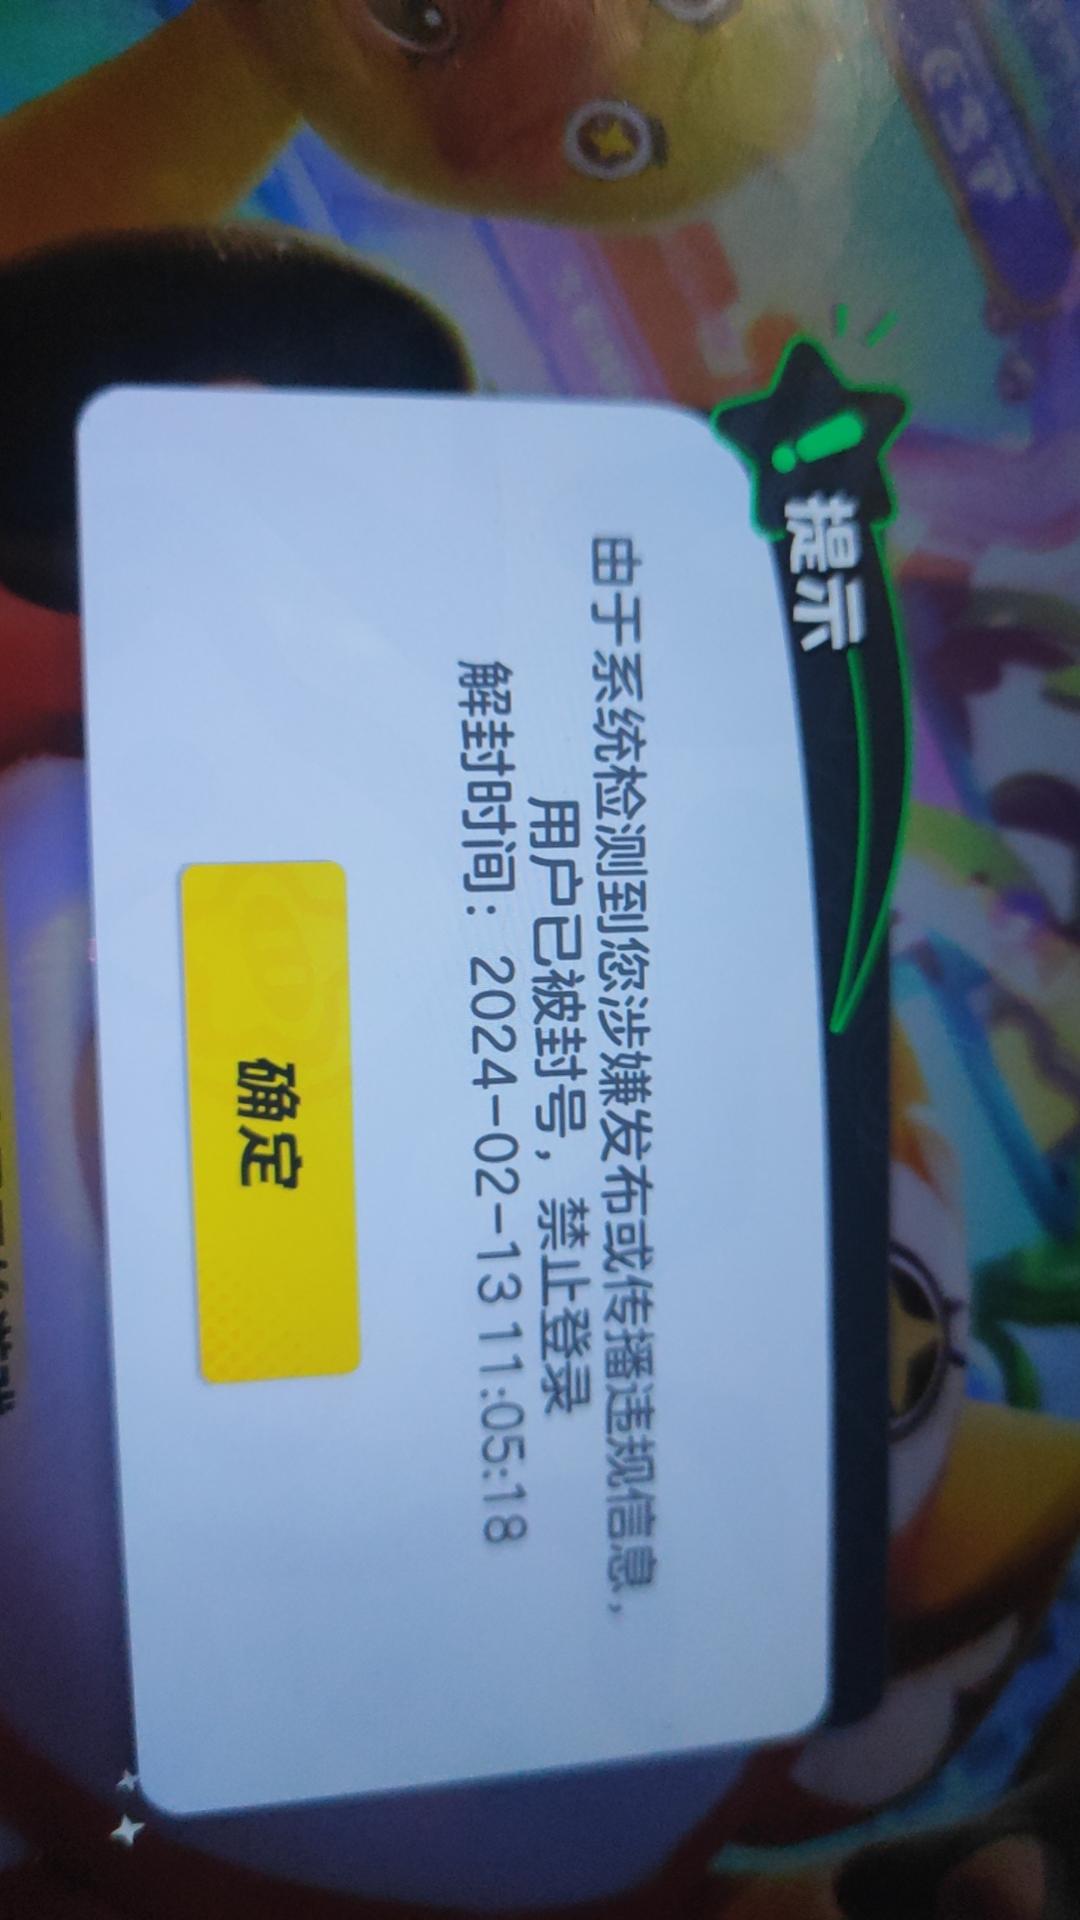 提示
由于系统检测到您涉嫌发布或传播违规信息，
用户已被封号，禁止登录
解封时间：2024-02-13 11:05:18
确定